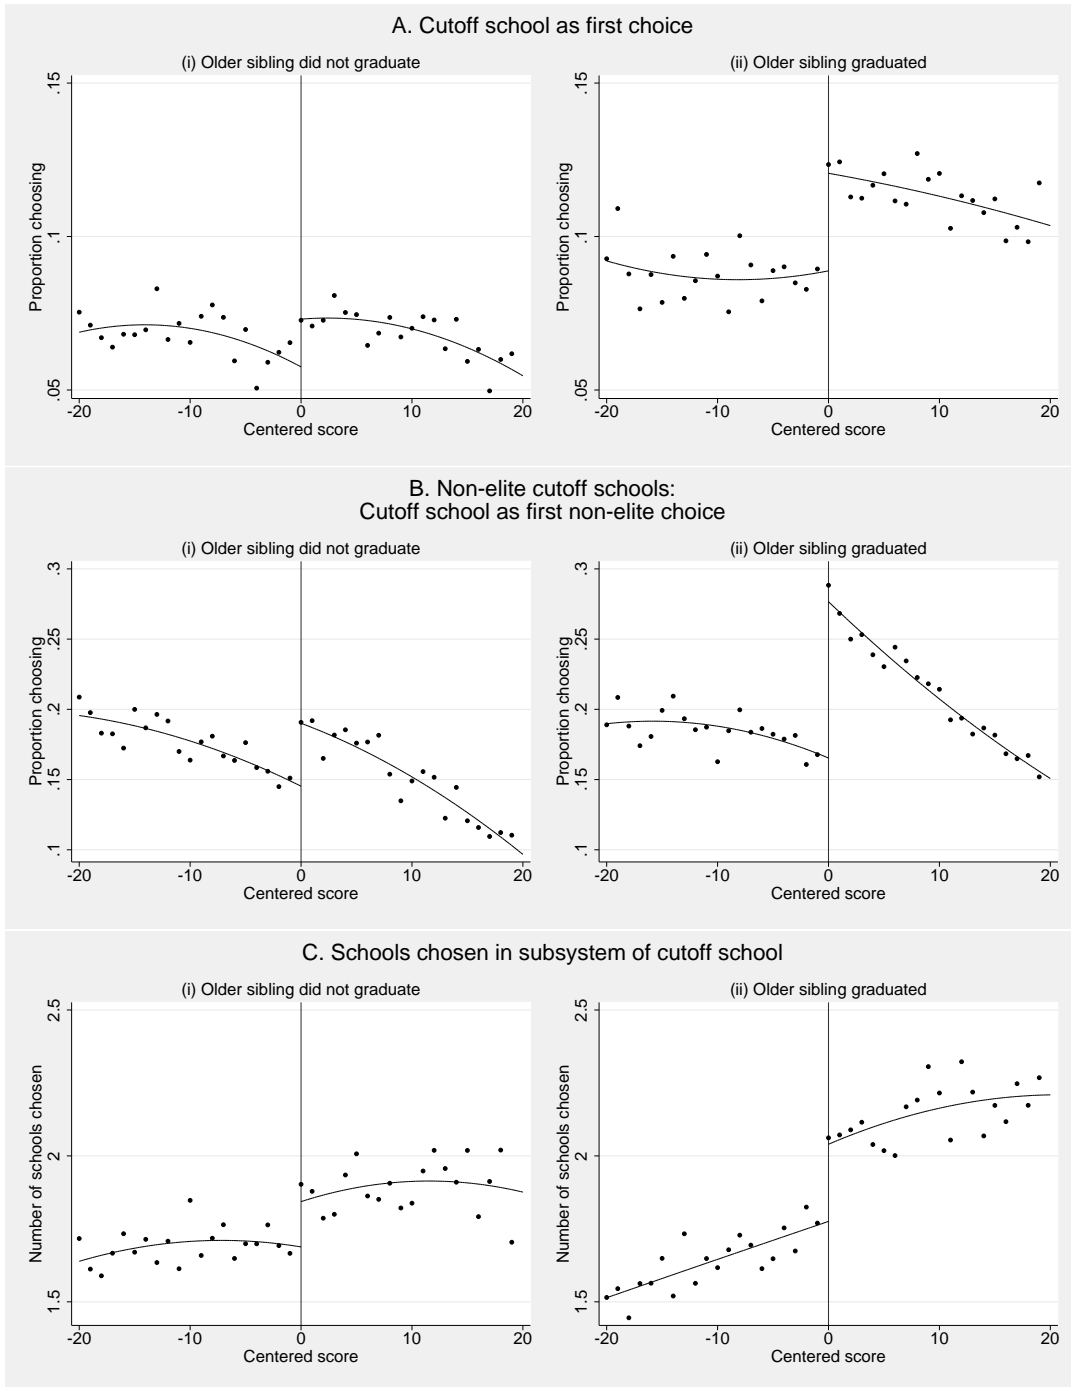 A. Cutoff school as first choice
(i) Older sibling did not graduate
Proportion choosing
.15
.1
.05
-20 -10 0 10 20
Centered score
(ii) Older sibling graduated
Proportion choosing
.15
.1
.05
-20 -10 0 10 20
Centered score
B. Non-elite cutoff schools:
Cutoff school as first non-elite choice
(i) Older sibling did not graduate
Proportion choosing
.3
.25
.2
.15
.1
-20 -10 0 10 20
Centered score
(ii) Older sibling graduated
Proportion choosing
.3
.25
.2
.15
.1
-20 -10 0 10 20
Centered score
C. Schools chosen in subsystem of cutoff school
(i) Older sibling did not graduate
Number of schools chosen
2.5
2
1.5
-20 -10 0 10 20
Centered score
(ii) Older sibling graduated
Number of schools chosen
2.5
2
1.5
-20 -10 0 10 20
Centered score